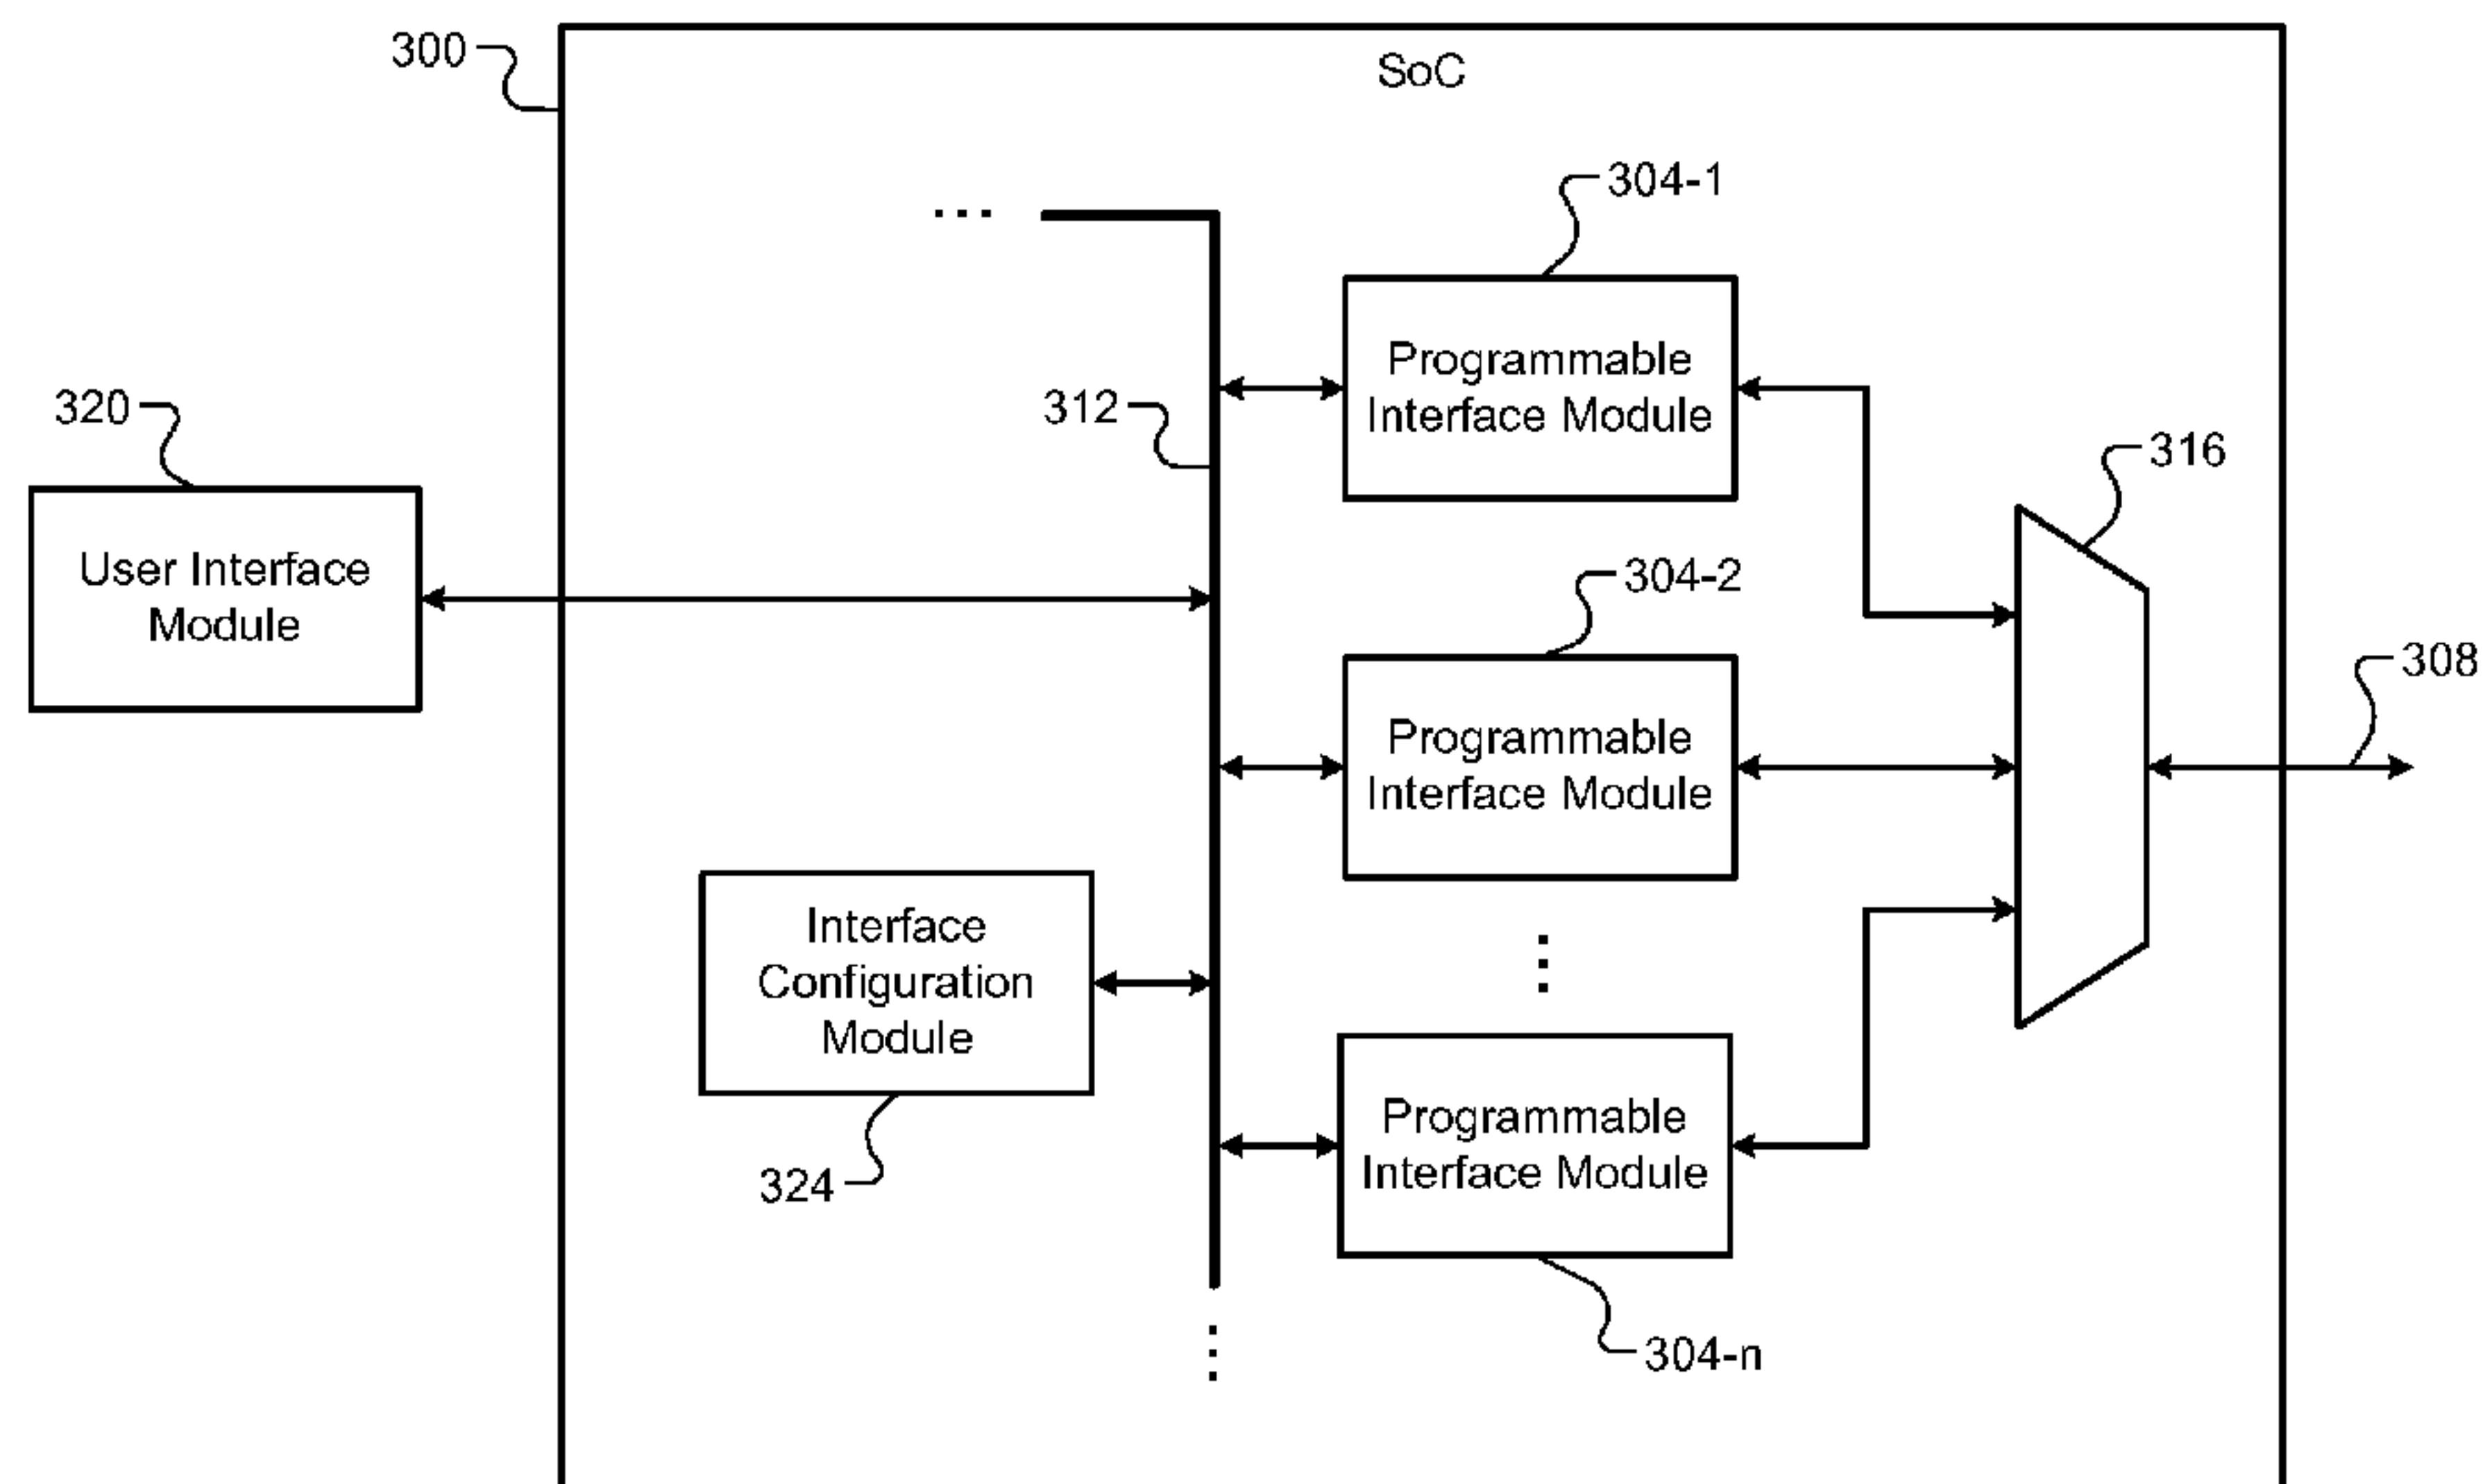 300
SoC
304-1
Programmable
Interface Module
320
312
316
User Interface
Module
304-2
308
Programmable
Interface Module
Interface
Configuration
Module
324
Programmable
Interface Module
304-n